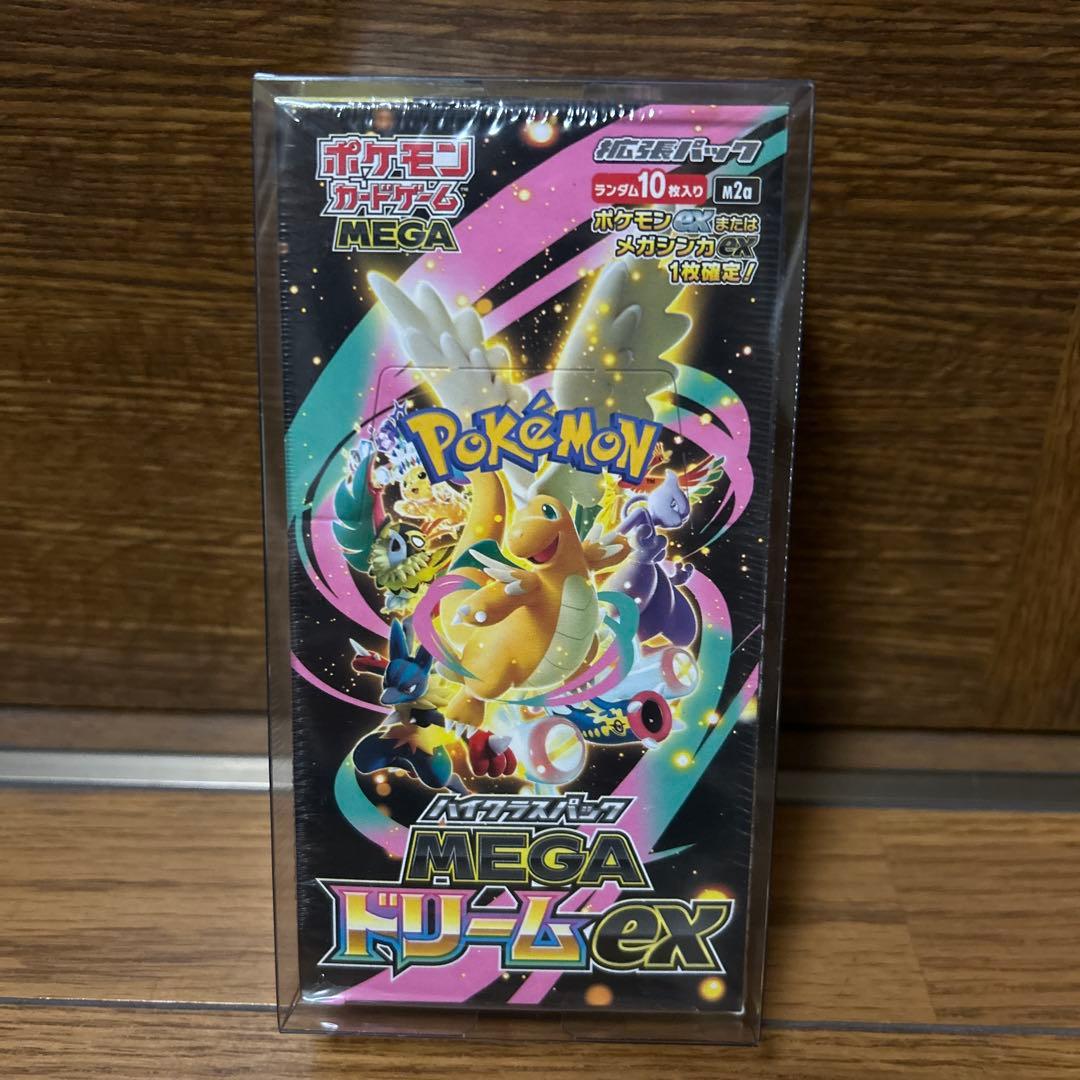 ポケモン
カードゲーム
MEGA
拡張パック
ランダム10枚入り M2a
ポケモンexまたは
メガシンカex
1枚確定!
POKéMON
ハイクラスパック
MEGA
ドリームex